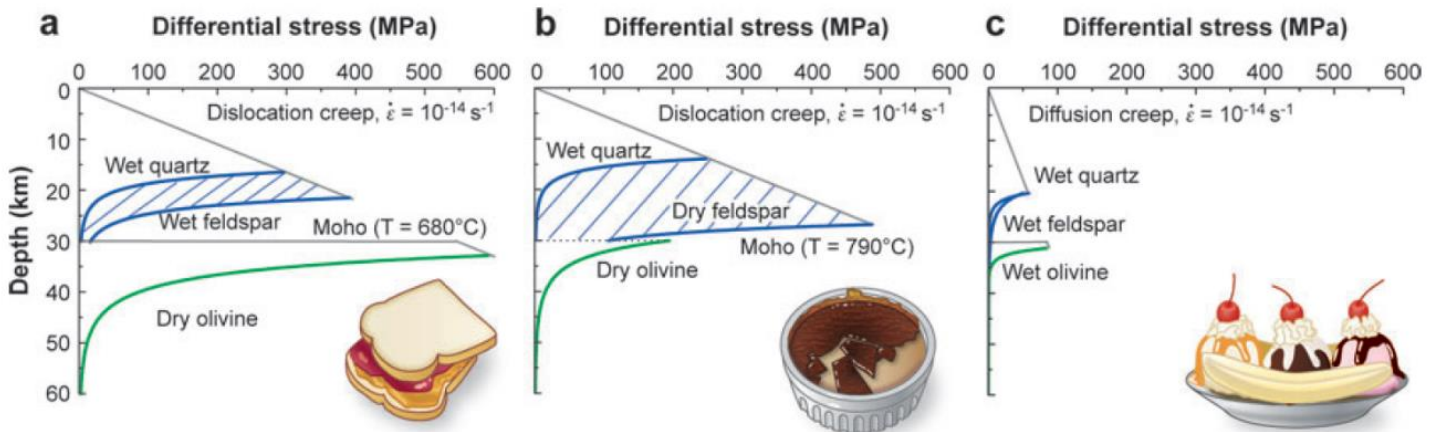 a Differential stress (MPa)
0 100 200 300 400 500 600
0
10
20
30
40
50
60
Depth (km)
Dislocation creep, ε̇ = 10⁻¹⁴ s⁻¹
Wet quartz
Wet feldspar
Moho (T = 680°C)
Dry olivine
b Differential stress (MPa)
0 100 200 300 400 500 600
Dislocation creep, ε̇ = 10⁻¹⁴ s⁻¹
Wet quartz
Dry feldspar
Moho (T = 790°C)
Dry olivine
c Differential stress (MPa)
0 100 200 300 400 500 600
Diffusion creep, ε̇ = 10⁻¹⁴ s⁻¹
Wet quartz
Wet feldspar
Wet olivine